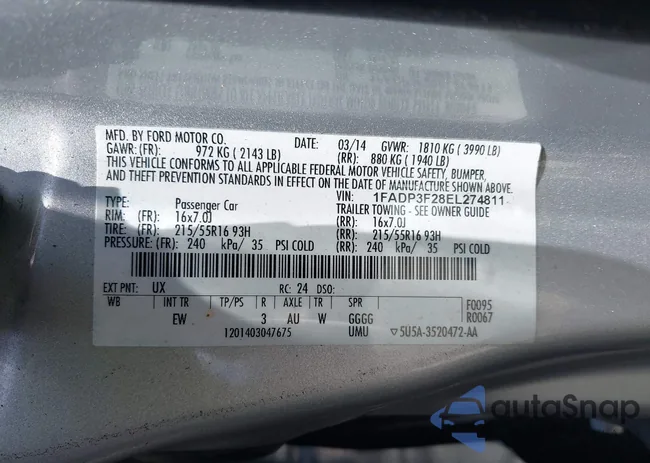 MFD. BY FORD MOTOR CO. DATE: 03/14 GVWR: 1810 KG ( 3990 LB)
GAWR: (FR): 972 KG ( 2143 LB) (RR): 880 KG ( 1940 LB)
THIS VEHICLE CONFORMS TO ALL APPLICABLE FEDERAL MOTOR VEHICLE SAFETY, BUMPER,
AND THEFT PREVENTION STANDARDS IN EFFECT ON THE DATE OF MANUFACTURE SHOWN ABOVE.
VIN: 1FADP3F28EL274811
TYPE: Passenger Car TRAILER TOWING - SEE OWNER GUIDE
RIM: (FR) 16x7.0J (RR): 16x7.0J
TIRE: (FR) 215/55R16 93H (RR): 215/55R16 93H
PRESSURE: (FR) 240 kPa/ 35 PSI COLD (RR): 240 kPa/ 35 PSI COLD
EXT PNT: UX RC: 24 DSO:
WB INT TR TP/PS R AXLE TR SPR F0095
EW 3 AU W GGGG R0067
1201403047675 UMU ▽5U5A-3520472-AA
autoSnap